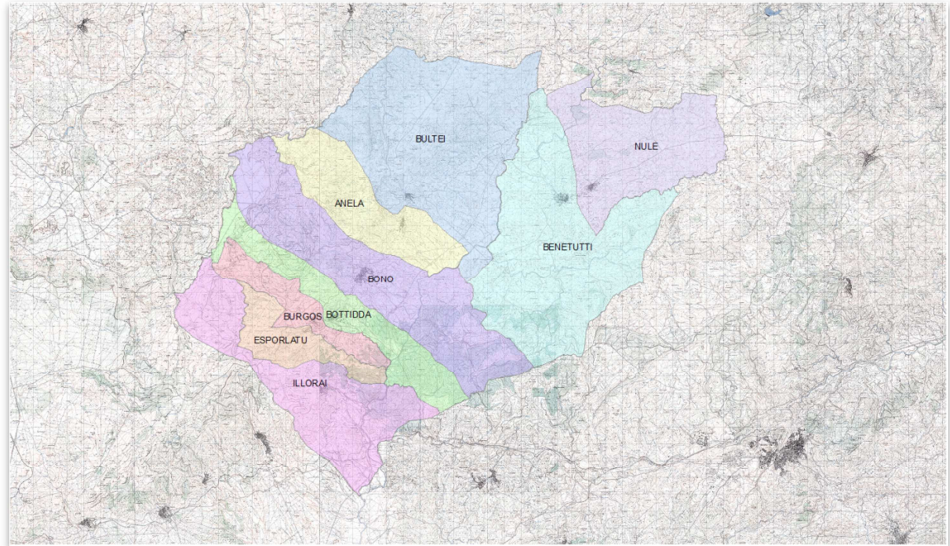 BULTEI
NULE
ANELA
BENETUTTI
BONO
BURGOS
BOTTIDDA
ESPORLATU
ILLORAI